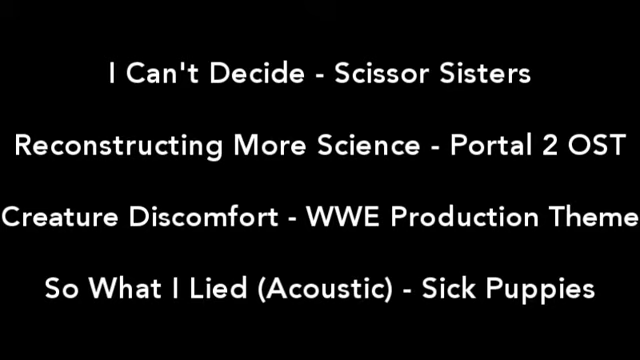 I Can't Decide - Scissor Sisters
Reconstructing More Science - Portal 2 OST
Creature Discomfort - WWE Production Theme
So What I Lied (Acoustic) - Sick Puppies